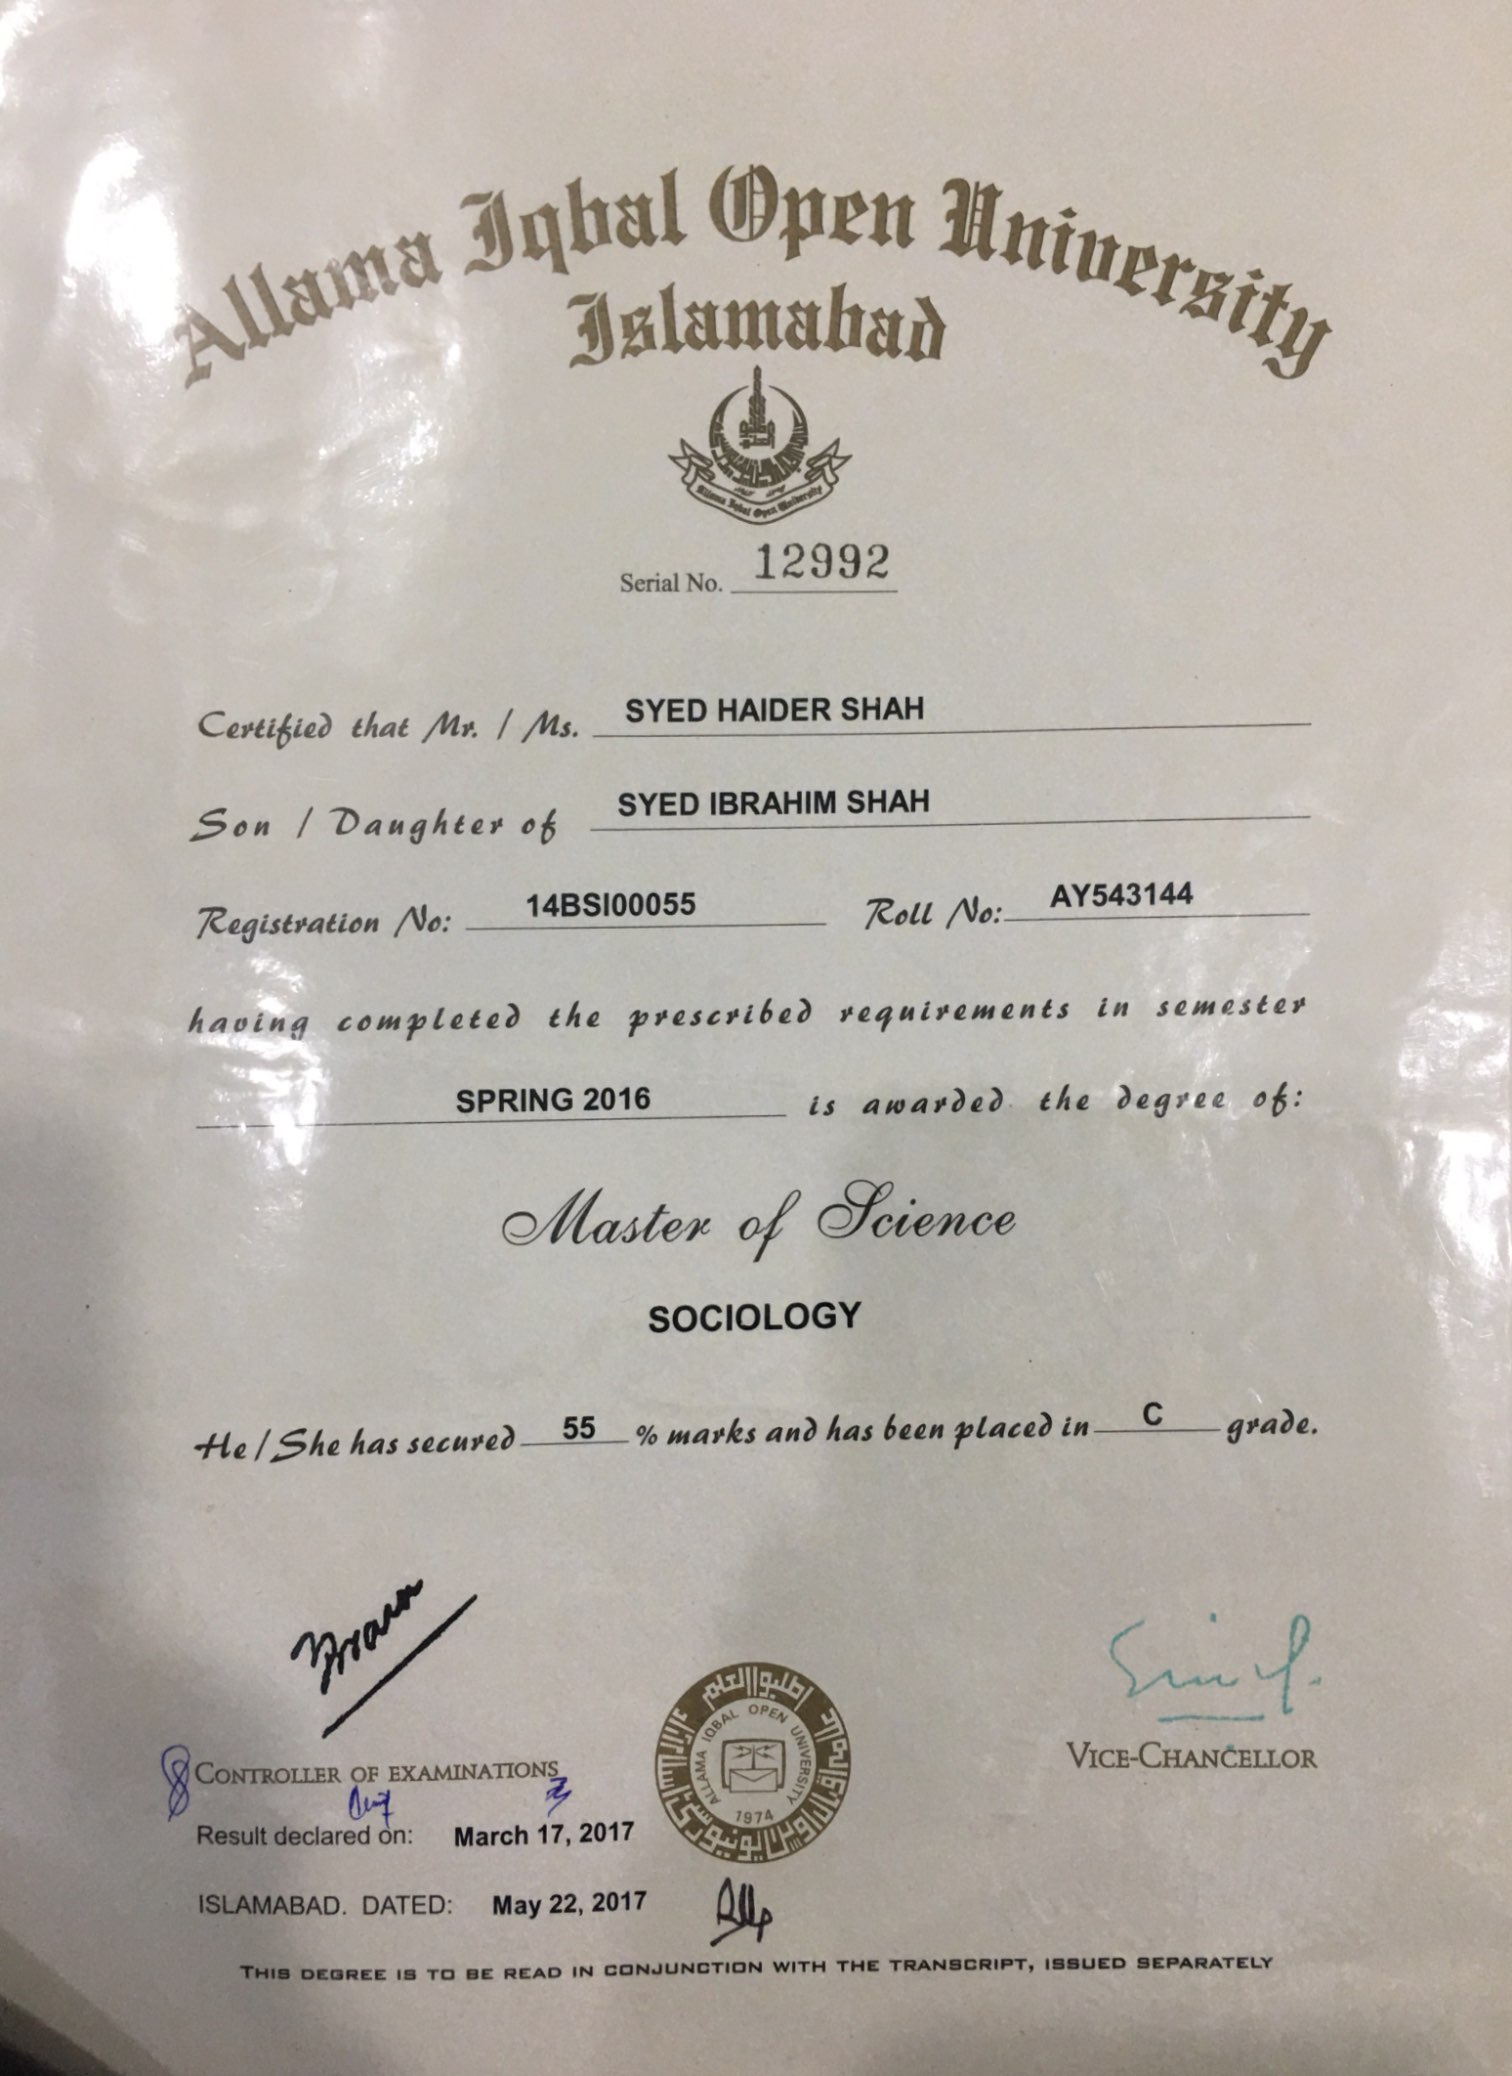 Allama Iqbal Open University
Islamabad
Allama Iqbal Open University
Serial No. 12992
Certified that Mr. / Ms. SYED HAIDER SHAH
Son / Daughter of SYED IBRAHIM SHAH
Registration No: 14BSI00055 Roll No: AY543144
having completed the prescribed requirements in semester
SPRING 2016 is awarded the degree of:
Master of Science
SOCIOLOGY
He / She has secured 55 % marks and has been placed in C grade.
CONTROLLER OF EXAMINATIONS
VICE-CHANCELLOR
ALLAMA IQBAL OPEN UNIVERSITY
1974
Result declared on: March 17, 2017
ISLAMABAD. DATED: May 22, 2017
THIS DEGREE IS TO BE READ IN CONJUNCTION WITH THE TRANSCRIPT, ISSUED SEPARATELY